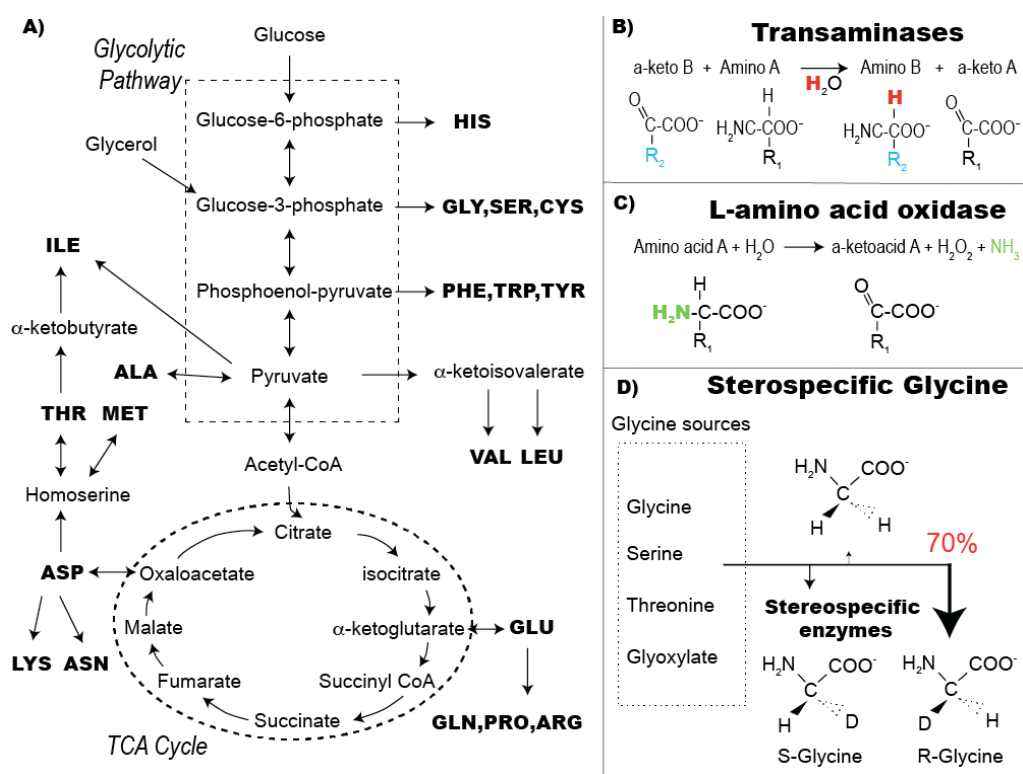 A)
Glycolytic
Pathway
Glucose
Glucose-6-phosphate
HIS
Glycerol
Glucose-3-phosphate
GLY,SER,CYS
ILE
Phosphoenol-pyruvate
PHE,TRP,TYR
α-ketobutyrate
ALA
Pyruvate
α-ketoisovalerate
THR MET
VAL LEU
Acetyl-CoA
Homoserine
Citrate
ASP
Oxaloacetate
isocitrate
Malate
α-ketoglutarate
GLU
LYS ASN
Fumarate
Succinyl CoA
Succinate
GLN,PRO,ARG
TCA Cycle
B)
Transaminases
a-keto B + Amino A
H₂O
Amino B + a-keto A
O
C-COO⁻
R₂
H
H₂NC-COO⁻
R₁
H
H₂NC-COO⁻
R₂
O
C-COO⁻
R₁
C)
L-amino acid oxidase
Amino acid A + H₂O
a-ketoacid A + H₂O₂ + NH₃
H
H₂N-C-COO⁻
R₁
O
C-COO⁻
R₁
D)
Sterospecific Glycine
Glycine sources
Glycine
Serine
Threonine
Glyoxylate
H₂N COO⁻
C
H H
70%
Stereospecific
enzymes
H₂N COO⁻
C
H D
S-Glycine
H₂N COO⁻
C
D H
R-Glycine